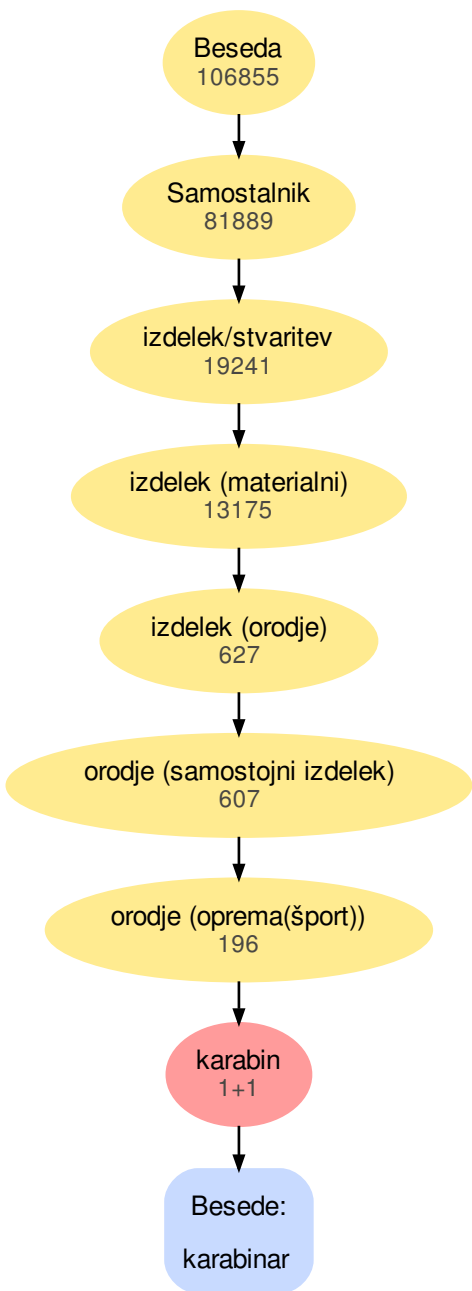 Beseda
106855
Samostalnik
81889
izdelek/stvaritev
19241
izdelek (materialni)
13175
izdelek (orodje)
627
orodje (samostojni izdelek)
607
orodje (oprema(šport))
196
karabin
1+1
Besede:
karabinar